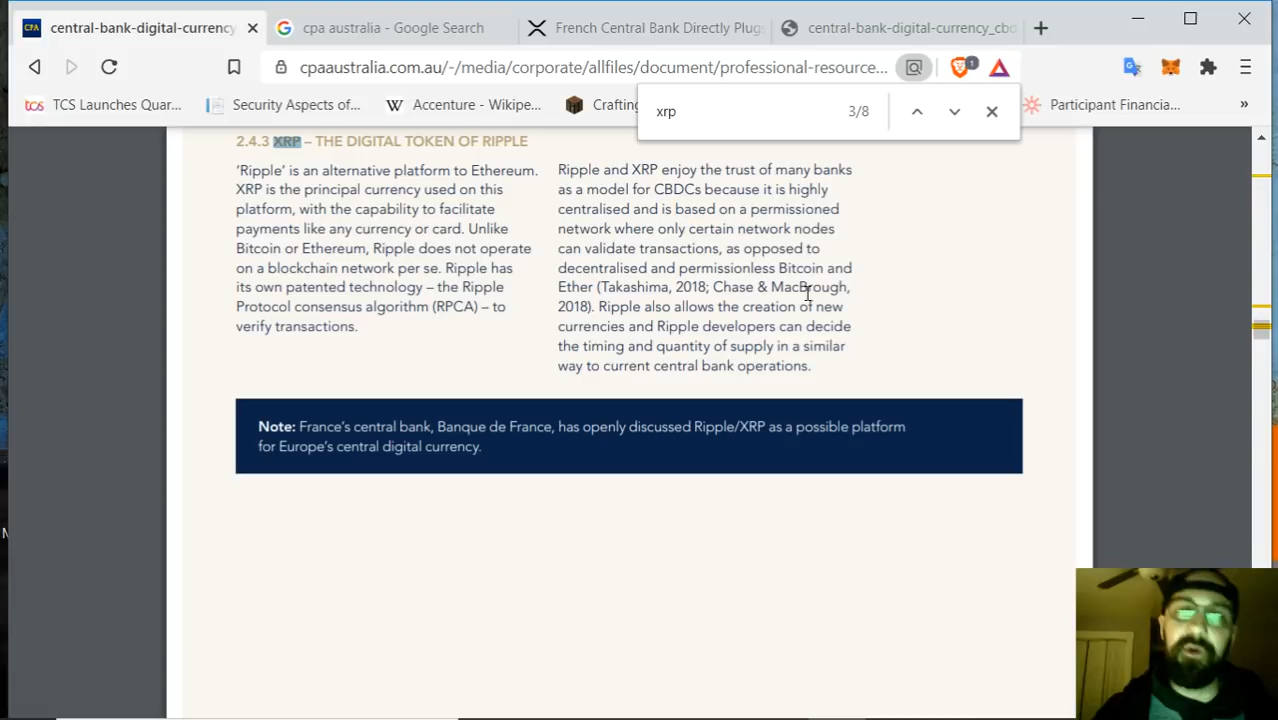 central-bank-digital-currency
cpa australia - Google Search
French Central Bank Directly Plugs
central-bank-digital-currency_cbd
cpaaustralia.com.au/-/media/corporate/allfiles/document/professional-resource...
1
tcs TCS Launches Quar...
Security Aspects of...
W Accenture - Wikipe...
Crafting
Participant Financia...
»
xrp 3/8
2.4.3 XRP – THE DIGITAL TOKEN OF RIPPLE
‘Ripple’ is an alternative platform to Ethereum.
XRP is the principal currency used on this
platform, with the capability to facilitate
payments like any currency or card. Unlike
Bitcoin or Ethereum, Ripple does not operate
on a blockchain network per se. Ripple has
its own patented technology – the Ripple
Protocol consensus algorithm (RPCA) – to
verify transactions.
Ripple and XRP enjoy the trust of many banks
as a model for CBDCs because it is highly
centralised and is based on a permissioned
network where only certain network nodes
can validate transactions, as opposed to
decentralised and permissionless Bitcoin and
Ether (Takashima, 2018; Chase & MacBrough,
2018). Ripple also allows the creation of new
currencies and Ripple developers can decide
the timing and quantity of supply in a similar
way to current central bank operations.
Note: France’s central bank, Banque de France, has openly discussed Ripple/XRP as a possible platform
for Europe’s central digital currency.